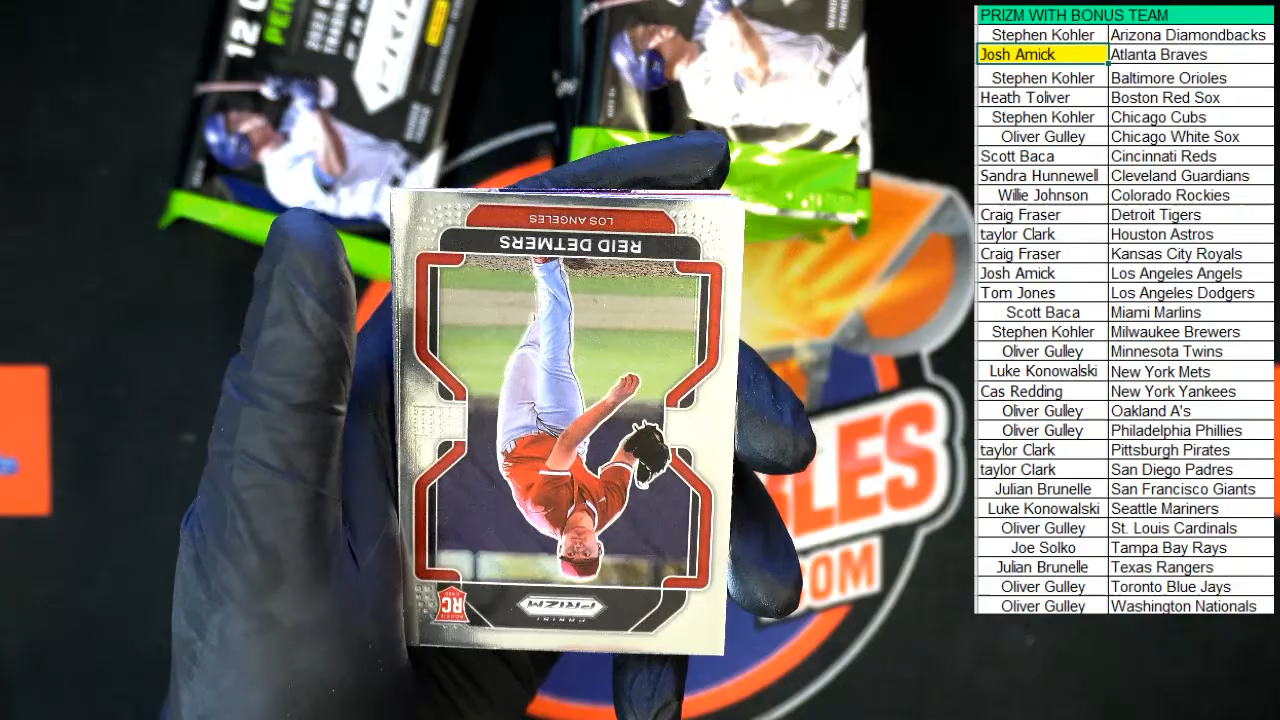 12 C
PRIZM
LOS ANGELES
REID DETMERS
RC
PRIZM
PANINI
BLES
COM
PRIZM WITH BONUS TEAM
Stephen Kohler Arizona Diamondbacks
Josh Amick Atlanta Braves
Stephen Kohler Baltimore Orioles
Heath Toliver Boston Red Sox
Stephen Kohler Chicago Cubs
Oliver Gulley Chicago White Sox
Scott Baca Cincinnati Reds
Sandra Hunnewell Cleveland Guardians
Willie Johnson Colorado Rockies
Craig Fraser Detroit Tigers
taylor Clark Houston Astros
Craig Fraser Kansas City Royals
Josh Amick Los Angeles Angels
Tom Jones Los Angeles Dodgers
Scott Baca Miami Marlins
Stephen Kohler Milwaukee Brewers
Oliver Gulley Minnesota Twins
Luke Konowalski New York Mets
Cas Redding New York Yankees
Oliver Gulley Oakland A's
Oliver Gulley Philadelphia Phillies
taylor Clark Pittsburgh Pirates
taylor Clark San Diego Padres
Julian Brunelle San Francisco Giants
Luke Konowalski Seattle Mariners
Oliver Gulley St. Louis Cardinals
Joe Solko Tampa Bay Rays
Julian Brunelle Texas Rangers
Oliver Gulley Toronto Blue Jays
Oliver Gulley Washington Nationals